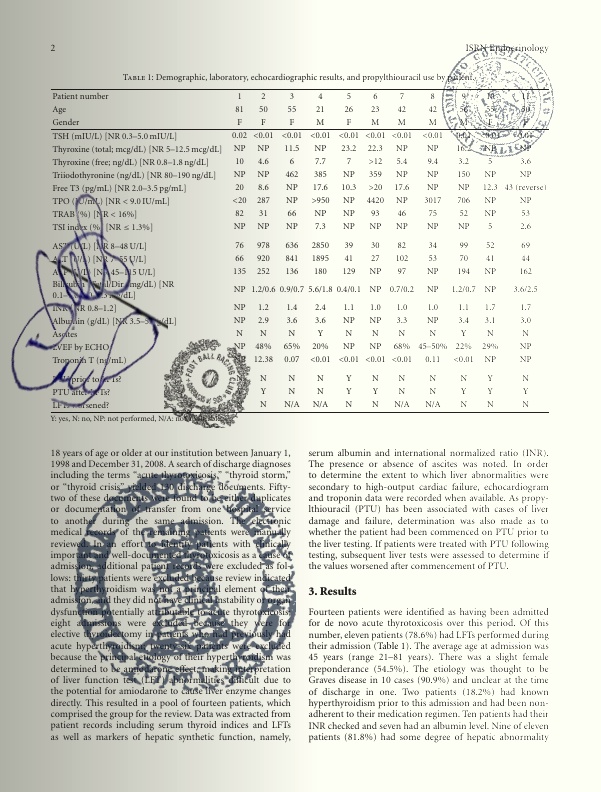 2
ISRN Endocrinology
TABLE 1: Demographic, laboratory, echocardiographic results, and propylthiouracil use by patient.
Patient number 1 2 3 4 5 6 7 8 9 10 11
Age 81 50 55 21 26 23 42 42 56
Gender F F F M F M F M M F F
TSH (mIU/L) [NR 0.3–5.0 mIU/L] 0.02 <0.01 <0.01 <0.01 <0.01 <0.01 <0.01 <0.01
Thyroxine (total; mcg/dL) [NR 5–12.5 mcg/dL] NP NP 11.5 NP 23.2 22.3 NP NP 16.2 NP NP
Thyroxine (free; ng/dL) [NR 0.8–1.8 ng/dL] 10 4.6 6 7.7 7 >12 5.4 9.4 3.2 5 3.6
Triiodothyronine (ng/dL) [NR 80–190 ng/dL] NP NP 462 385 NP 359 NP NP 150 NP NP
Free T3 (pg/mL) [NR 2.0–3.5 pg/mL] 20 8.6 NP 17.6 10.3 >20 17.6 NP NP 12.3 43 (reverse)
TPO (IU/mL) [NR < 9.0 IU/mL] <20 287 NP >950 NP 4420 NP 3017 706 NP NP
TRAB (%) [NR < 16%] 82 31 66 NP NP 93 46 75 52 NP 53
TSI index (%) [NR ≤ 1.3%] NP NP NP 7.3 NP NP NP NP NP 5 2.6
AST (U/L) [NR 8–48 U/L] 76 978 636 2850 39 30 82 34 99 52 69
ALT (U/L) [NR 7–55 U/L] 66 920 841 1895 41 27 102 53 70 41 44
(U/L) [NR 45–115 U/L] 135 252 136 180 129 NP 97 NP 194 NP 162
Bilirubin (Total/Dir; mg/dL) [NR
0.1– NP 1.2/0.6 0.9/0.7 5.6/1.8 0.4/0.1 NP 0.7/0.2 NP 1.2/0.7 NP 3.6/2.5
INR [NR 0.8–1.2] NP 1.2 1.4 2.4 1.1 1.0 1.0 1.0 1.1 1.7 1.7
Albumin (g/dL) [NR 3.5– g/dL] NP 2.9 3.6 3.6 NP NP 3.3 NP 3.4 3.1 3.0
Ascites N N N Y N N N N N Y N
LVEF by ECHO NP 48% 65% 20% NP NP 68% 45–50% 22% 29%
Troponin T (ng/mL) 12.38 0.07 <0.01 <0.01 <0.01 <0.01 0.11 <0.01 NP NP
prior to LFTs? N N N Y N N N N Y N
PTU after LFTs? Y N Y Y Y N N Y N Y
LFTs worsened? N N/A N N N N/A N/A N N/A N
Y: yes, N: no, NP: not performed, N/A: not
18 years of age or older at our institution between January 1,
1998 and December 31, 2008. A search of discharge diagnoses
including the terms “acute thyrotoxicosis,” “thyroid storm,”
or “thyroid crisis” yielded 130 discharge documents. Fifty-
two of these documents were found to be either duplicates
or documentation of transfer from one hospital service
to another during the same admission. The electronic
medical records of the remaining patients were manually
reviewed. In an effort to identify patients with clinically
important and well-documented thyrotoxicosis as a cause of
admission, additional patient records were excluded as fol-
lows: thirty patients were excluded because review indicated
that hyperthyroidism was not a principal element of their
admission, and they did not have clinical instability or organ
dysfunction potentially attributable to acute thyrotoxicosis;
eight admissions were excluded because they were for
elective thyroidectomy in patients who had previously had
acute hyperthyroidism; twenty-six patients were excluded
because the principal etiology of their hyperthyroidism was
determined to be amiodarone effect, making interpretation
of liver function test (LFT) abnormalities difficult due to
the potential for amiodarone to cause liver enzyme changes
directly. This resulted in a pool of fourteen patients, which
comprised the group for the review. Data was extracted from
patient records including serum thyroid indices and LFTs
as well as markers of hepatic synthetic function, namely,
serum albumin and international normalized ratio (INR).
The presence or absence of ascites was noted. In order
to determine the extent to which liver abnormalities were
secondary to high-output cardiac failure, echocardiogram
and troponin data were recorded when available. As propy-
lthiouracil (PTU) has been associated with cases of liver
damage and failure, determination was also made as to
whether the patient had been commenced on PTU prior to
the liver testing. If patients were treated with PTU following
testing, subsequent liver tests were assessed to determine if
the values worsened after commencement of PTU.
3. Results
Fourteen patients were identified as having been admitted
for de novo acute thyrotoxicosis over this period. Of this
number, eleven patients (78.6%) had LFTs performed during
their admission (Table 1). The average age at admission was
45 years (range 21–81 years). There was a slight female
preponderance (54.5%). The etiology was thought to be
Graves disease in 10 cases (90.9%) and unclear at the time
of discharge in one. Two patients (18.2%) had known
hyperthyroidism prior to this admission and had been non-
adherent to their medication regimen. Ten patients had their
INR checked and seven had an albumin level. Nine of eleven
patients (81.8%) had some degree of hepatic abnormality